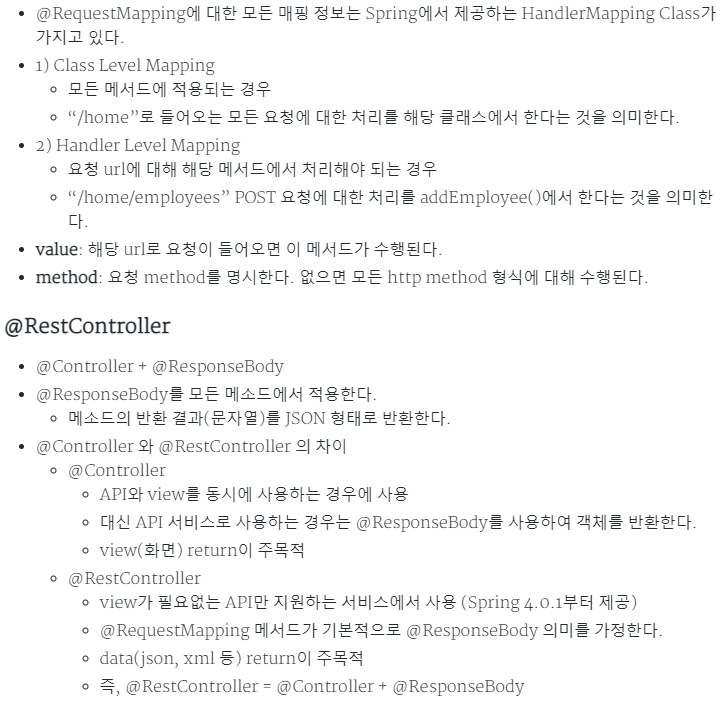 @RequestMapping에 대한 모든 매핑 정보는 Spring에서 제공하는 HandlerMapping Class가
가지고 있다.
1) Class Level Mapping
모든 메서드에 적용되는 경우
“/home”로 들어오는 모든 요청에 대한 처리를 해당 클래스에서 한다는 것을 의미한다.
2) Handler Level Mapping
요청 url에 대해 해당 메서드에서 처리해야 되는 경우
“/home/employees” POST 요청에 대한 처리를 addEmployee()에서 한다는 것을 의미한
다.
value: 해당 url로 요청이 들어오면 이 메서드가 수행된다.
method: 요청 method를 명시한다. 없으면 모든 http method 형식에 대해 수행된다.
@RestController
@Controller + @ResponseBody
@ResponseBody를 모든 메소드에서 적용한다.
메소드의 반환 결과(문자열)를 JSON 형태로 반환한다.
@Controller 와 @RestController 의 차이
@Controller
API와 view를 동시에 사용하는 경우에 사용
대신 API 서비스로 사용하는 경우는 @ResponseBody를 사용하여 객체를 반환한다.
view(화면) return이 주목적
@RestController
view가 필요없는 API만 지원하는 서비스에서 사용 (Spring 4.0.1부터 제공)
@RequestMapping 메서드가 기본적으로 @ResponseBody 의미를 가정한다.
data(json, xml 등) return이 주목적
즉, @RestController = @Controller + @ResponseBody